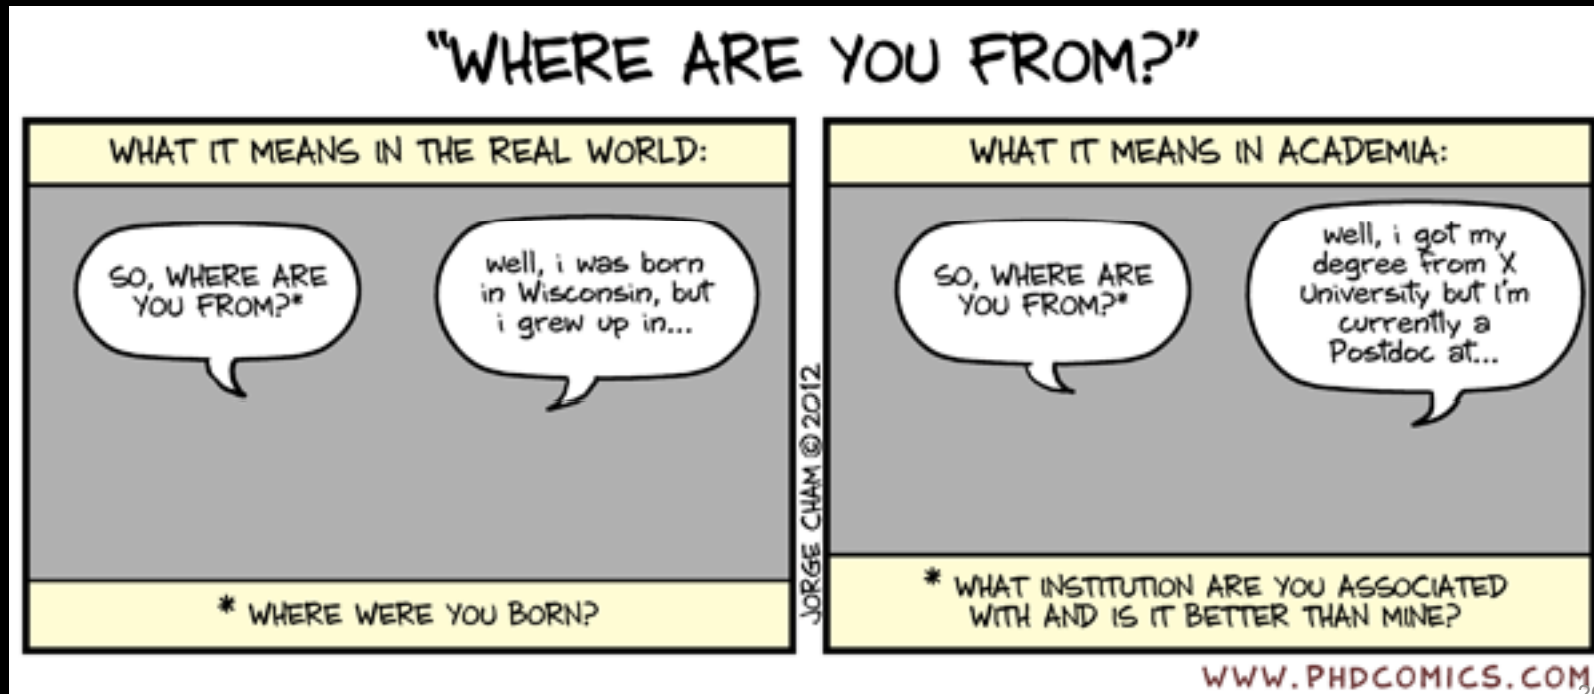 "WHERE ARE YOU FROM?"
WHAT IT MEANS IN THE REAL WORLD:
SO, WHERE ARE
YOU FROM?*
well, i was born
in Wisconsin, but
i grew up in...
* WHERE WERE YOU BORN?
JORGE CHAM © 2012
WHAT IT MEANS IN ACADEMIA:
SO, WHERE ARE
YOU FROM?*
well, i got my
degree from X
University but I'm
currently a
Postdoc at...
* WHAT INSTITUTION ARE YOU ASSOCIATED
WITH AND IS IT BETTER THAN MINE?
WWW.PHDCOMICS.COM